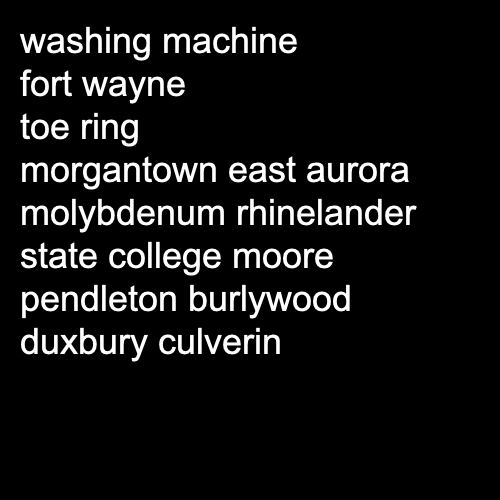 washing machine
fort wayne
toe ring
morgantown east aurora
molybdenum rhinelander
state college moore
pendleton burlywood
duxbury culverin